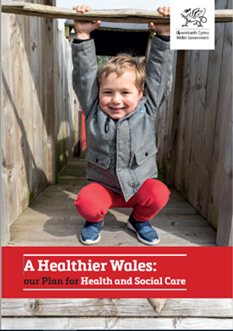 Llywodraeth Cymru
Welsh Government
A Healthier Wales:
our Plan for Health and Social Care